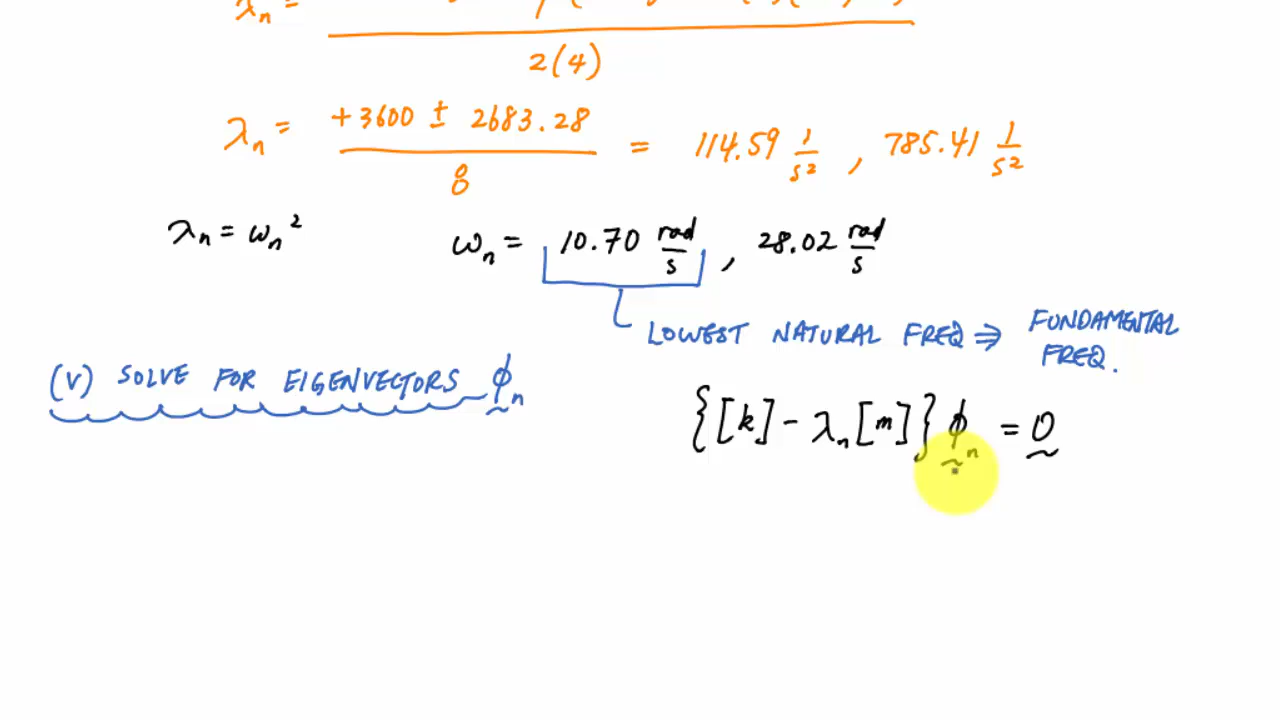 λn =
2(4)
λn = +3600 ± 2683.28 / 8 = 114.59 1/s² , 785.41 1/s²
λn = ωn² ωn = 10.70 rad/s , 28.02 rad/s
LOWEST NATURAL FREQ ⇒ FUNDAMENTAL
FREQ.
(v) SOLVE FOR EIGENVECTORS ϕn
{[k] - λn[m]} ϕn = 0